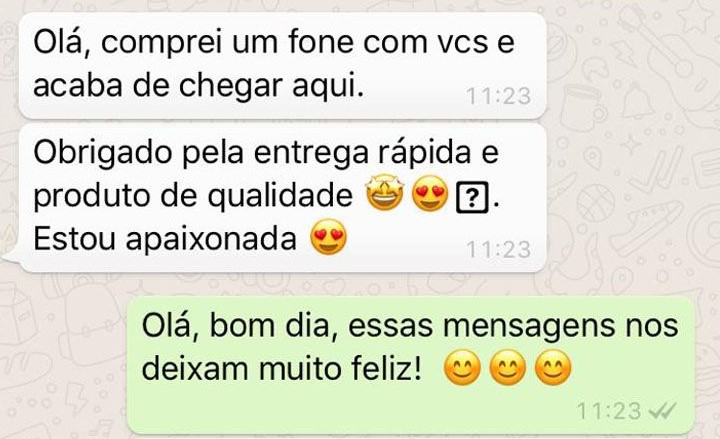 Olá, comprei um fone com vcs e
acaba de chegar aqui.
11:23
Obrigado pela entrega rápida e
produto de qualidade 🤩😍⍰.
Estou apaixonada 😍
11:23
Olá, bom dia, essas mensagens nos
deixam muito feliz! 😊😊😊
11:23